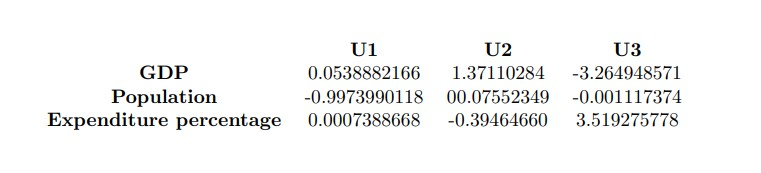 U1 U2 U3
GDP 0.0538882166 1.37110284 -3.264948571
Population -0.9973990118 00.07552349 -0.001117374
Expenditure percentage 0.0007388668 -0.39464660 3.519275778